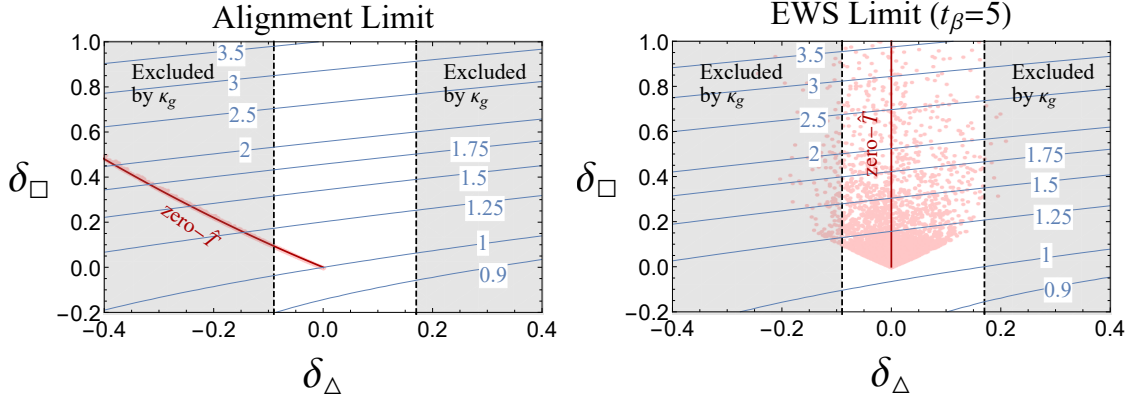 Alignment Limit
Excluded
by κg
Excluded
by κg
3.5
3
2.5
2
1.75
1.5
1.25
1
0.9
zero-T̂
1.0
0.8
0.6
0.4
0.2
0.0
−0.2
−0.4
−0.2
0.0
0.2
0.4
δ□
δ△
EWS Limit (tβ=5)
Excluded
by κg
Excluded
by κg
3.5
3
2.5
2
1.75
1.5
1.25
1
0.9
zero-T̂
1.0
0.8
0.6
0.4
0.2
0.0
−0.2
−0.4
−0.2
0.0
0.2
0.4
δ□
δ△